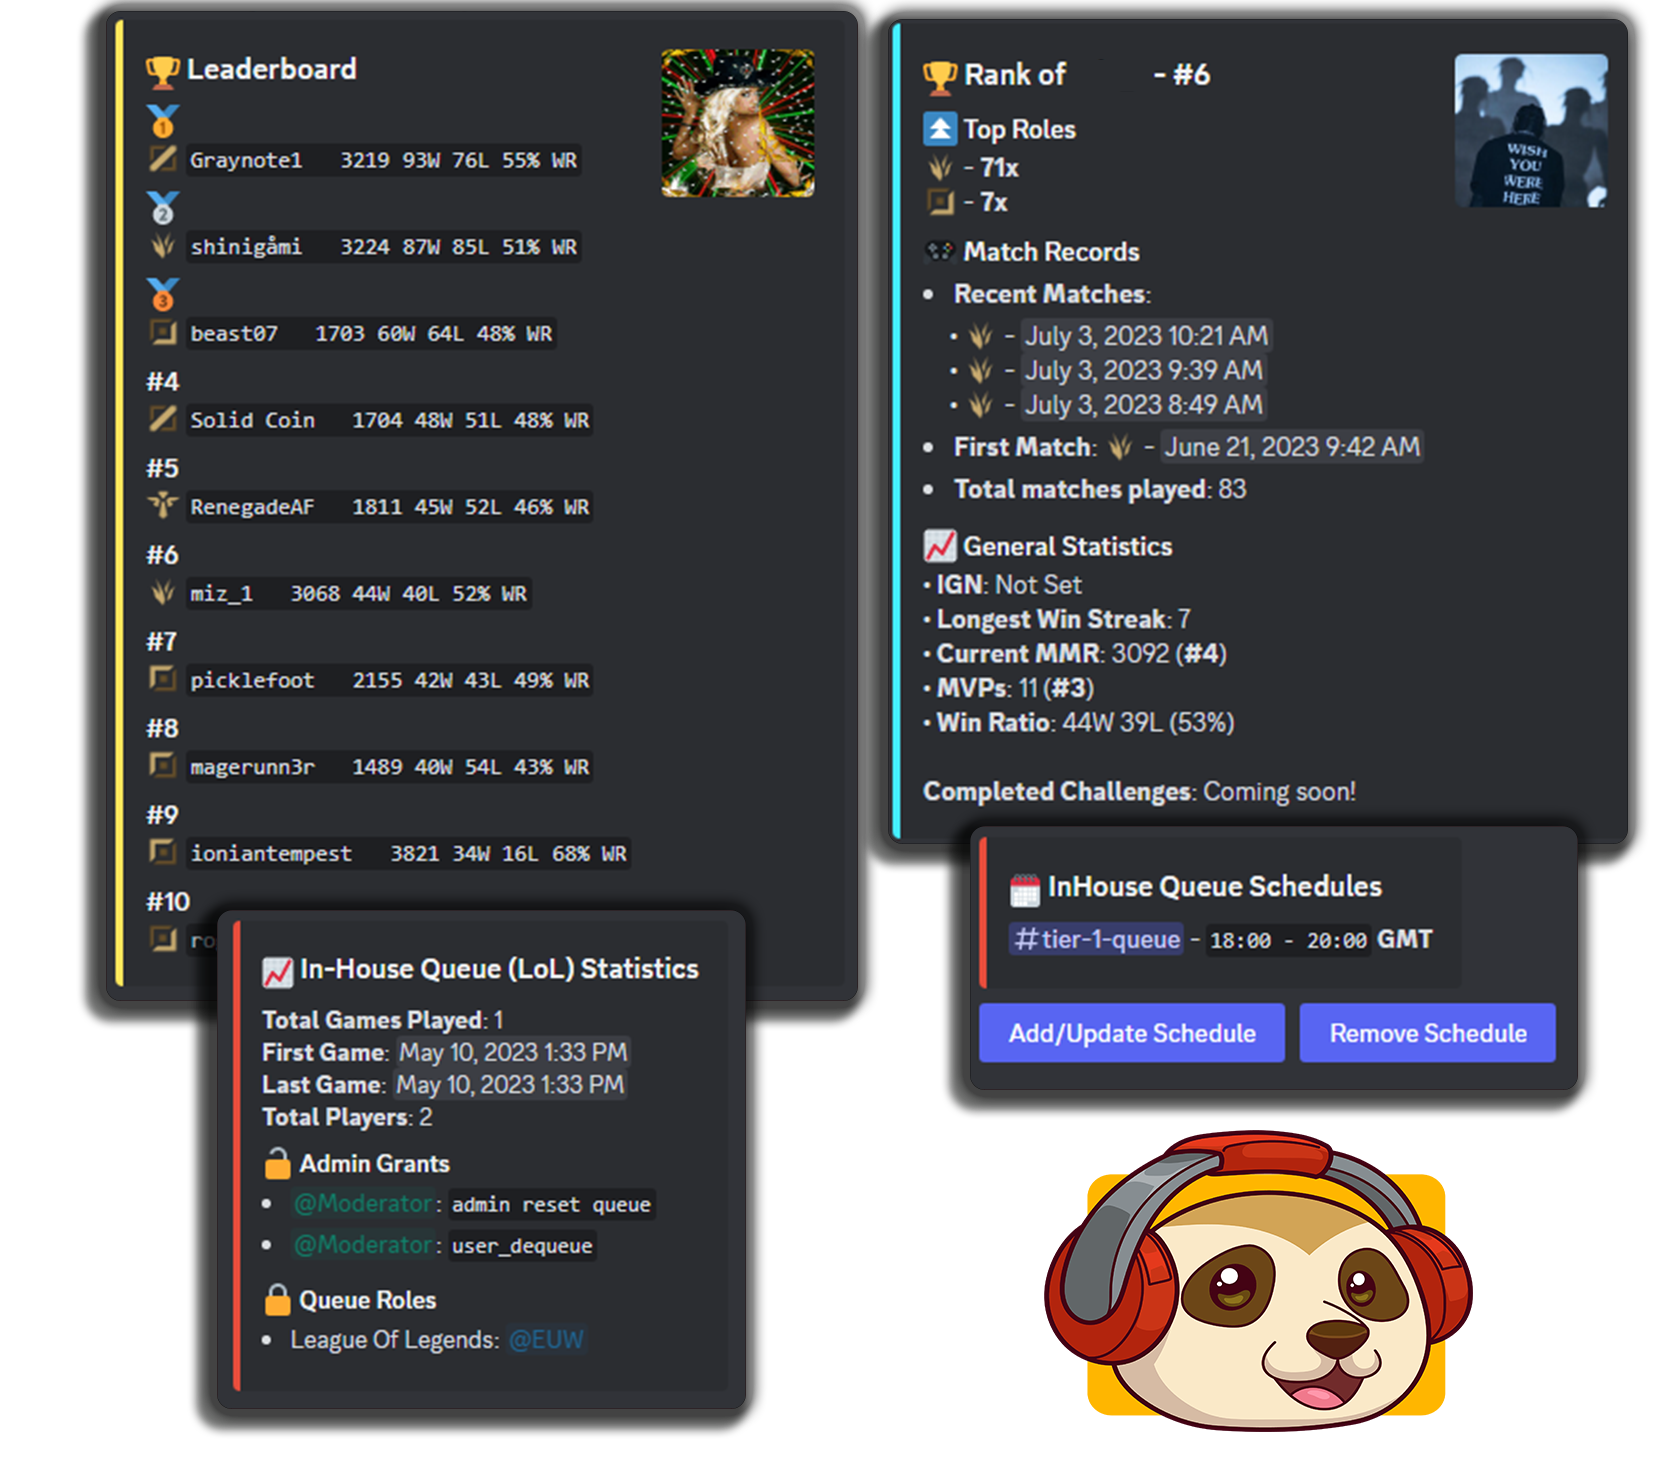 Leaderboard
1
Graynote1 3219 93W 76L 55% WR
2
shinigåmi 3224 87W 85L 51% WR
3
beast07 1703 60W 64L 48% WR
#4
Solid Coin 1704 48W 51L 48% WR
#5
RenegadeAF 1811 45W 52L 46% WR
#6
miz_1 3068 44W 40L 52% WR
#7
picklefoot 2155 42W 43L 49% WR
#8
magerunn3r 1489 40W 54L 43% WR
#9
ioniantempest 3821 34W 16L 68% WR
#10
In-House Queue (LoL) Statistics
Total Games Played: 1
First Game: May 10, 2023 1:33 PM
Last Game: May 10, 2023 1:33 PM
Total Players: 2
Admin Grants
• @Moderator: admin reset queue
• @Moderator: user_dequeue
Queue Roles
• League Of Legends: @EUW
Rank of - #6
Top Roles
- 71x
- 7x
WISH
YOU
WERE
HERE
Match Records
• Recent Matches:
• - July 3, 2023 10:21 AM
• - July 3, 2023 9:39 AM
• - July 3, 2023 8:49 AM
• First Match: - June 21, 2023 9:42 AM
• Total matches played: 83
General Statistics
• IGN: Not Set
• Longest Win Streak: 7
• Current MMR: 3092 (#4)
• MVPs: 11 (#3)
• Win Ratio: 44W 39L (53%)
Completed Challenges: Coming soon!
InHouse Queue Schedules
#tier-1-queue - 18:00 - 20:00 GMT
Add/Update Schedule Remove Schedule